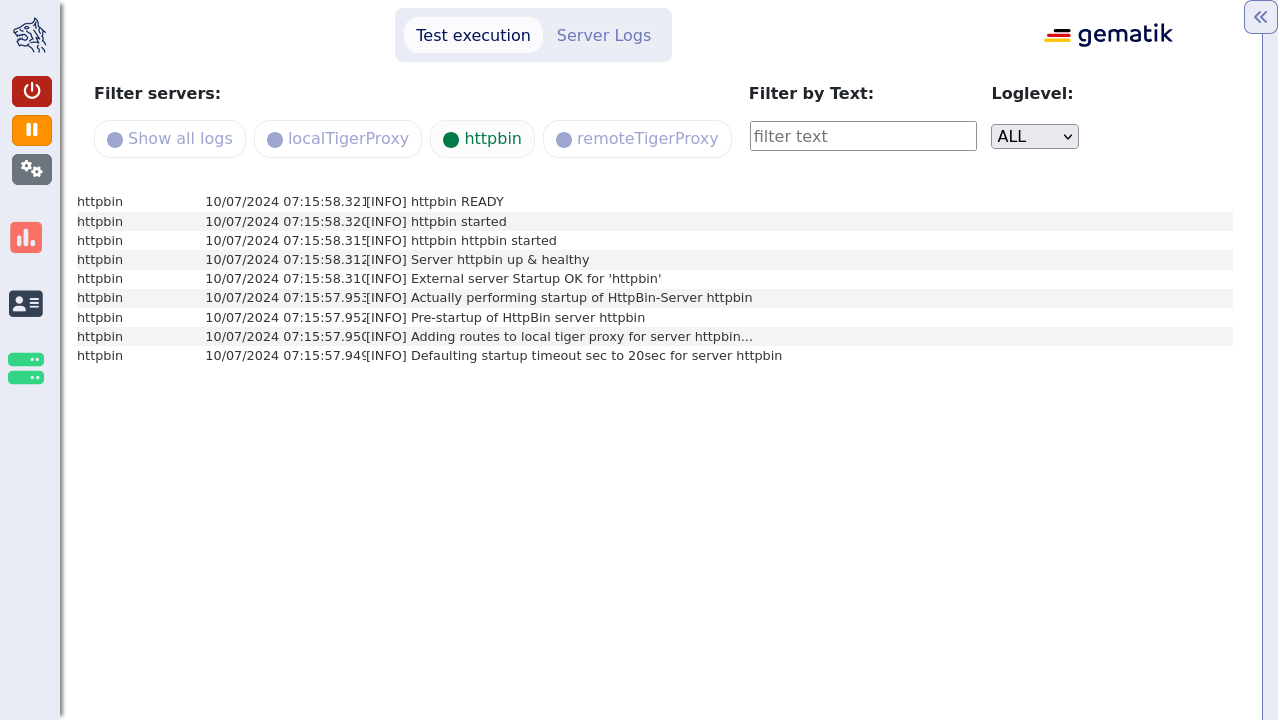 Test execution Server Logs
gematik
Filter servers: Filter by Text: Loglevel:
Show all logs localTigerProxy httpbin remoteTigerProxy filter text ALL
httpbin 10/07/2024 07:15:58.321 [INFO] httpbin READY
httpbin 10/07/2024 07:15:58.320 [INFO] httpbin started
httpbin 10/07/2024 07:15:58.315 [INFO] httpbin httpbin started
httpbin 10/07/2024 07:15:58.312 [INFO] Server httpbin up & healthy
httpbin 10/07/2024 07:15:58.310 [INFO] External server Startup OK for 'httpbin'
httpbin 10/07/2024 07:15:57.953 [INFO] Actually performing startup of HttpBin-Server httpbin
httpbin 10/07/2024 07:15:57.952 [INFO] Pre-startup of HttpBin server httpbin
httpbin 10/07/2024 07:15:57.950 [INFO] Adding routes to local tiger proxy for server httpbin...
httpbin 10/07/2024 07:15:57.949 [INFO] Defaulting startup timeout sec to 20sec for server httpbin